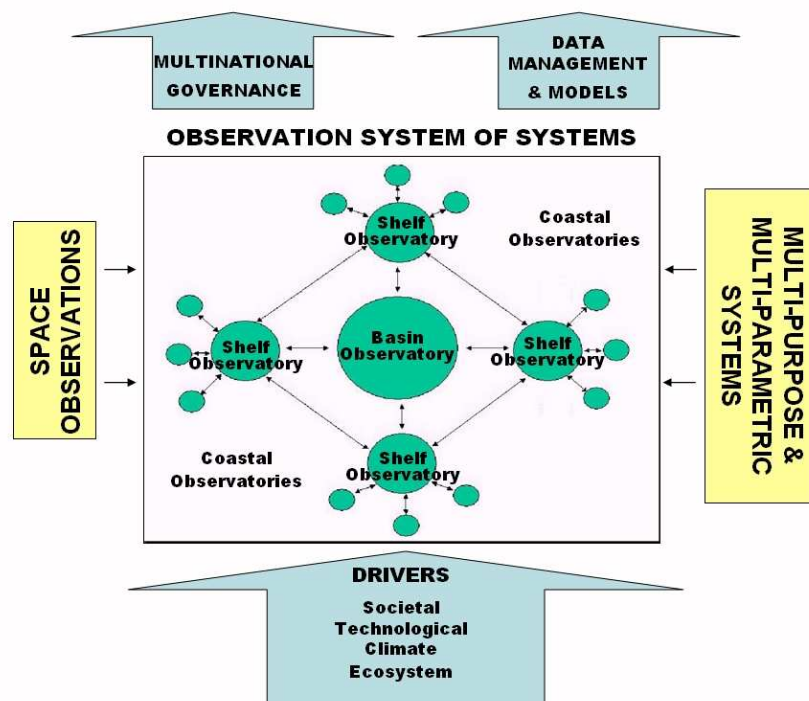 MULTINATIONAL
GOVERNANCE
DATA
MANAGEMENT
& MODELS
OBSERVATION SYSTEM OF SYSTEMS
Shelf
Observatory
Coastal
Observatories
SPACE
OBSERVATIONS
Shelf
Observatory
Basin
Observatory
Shelf
Observatory
MULTI-PURPOSE &
MULTI-PARAMETRIC
SYSTEMS
Coastal
Observatories
Shelf
Observatory
DRIVERS
Societal
Technological
Climate
Ecosystem